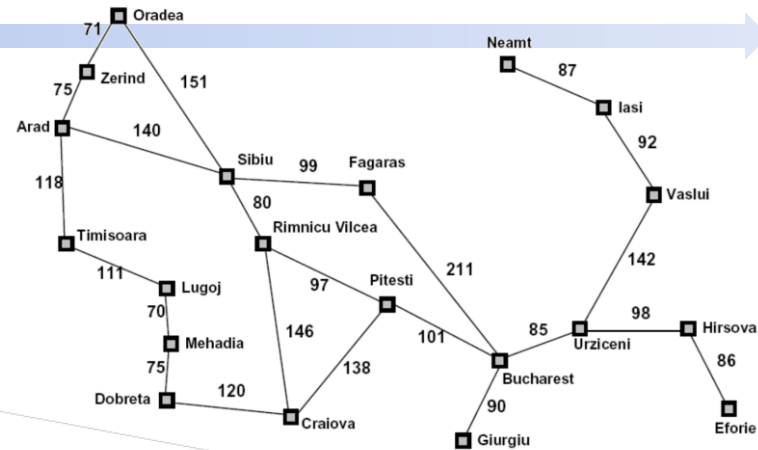 Oradea
71
Neamt
87
Zerind
151
75
Iasi
Arad
140
92
Sibiu
99
Fagaras
118
80
Vaslui
Timisoara
Rimnicu Vilcea
142
211
111
Lugoj
97
Pitesti
98
70
146
85
Hirsova
101
Urziceni
Mehadia
138
86
75
Bucharest
Dobreta
120
90
Craiova
Eforie
Giurgiu